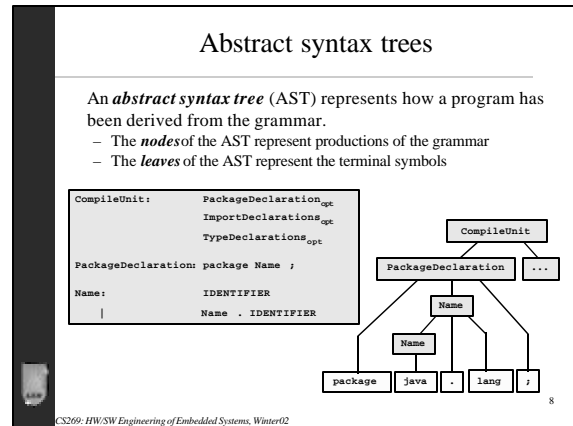 Abstract syntax trees
An abstract syntax tree (AST) represents how a program has
been derived from the grammar.
– The nodes of the AST represent productions of the grammar
– The leaves of the AST represent the terminal symbols
CompileUnit: PackageDeclarationopt
ImportDeclarationsopt
TypeDeclarationsopt
PackageDeclaration: package Name ;
Name: IDENTIFIER
| Name . IDENTIFIER
CompileUnit
PackageDeclaration ...
Name
Name
package java . lang ;
8
CS269: HW/SW Engineering of Embedded Systems, Winter02